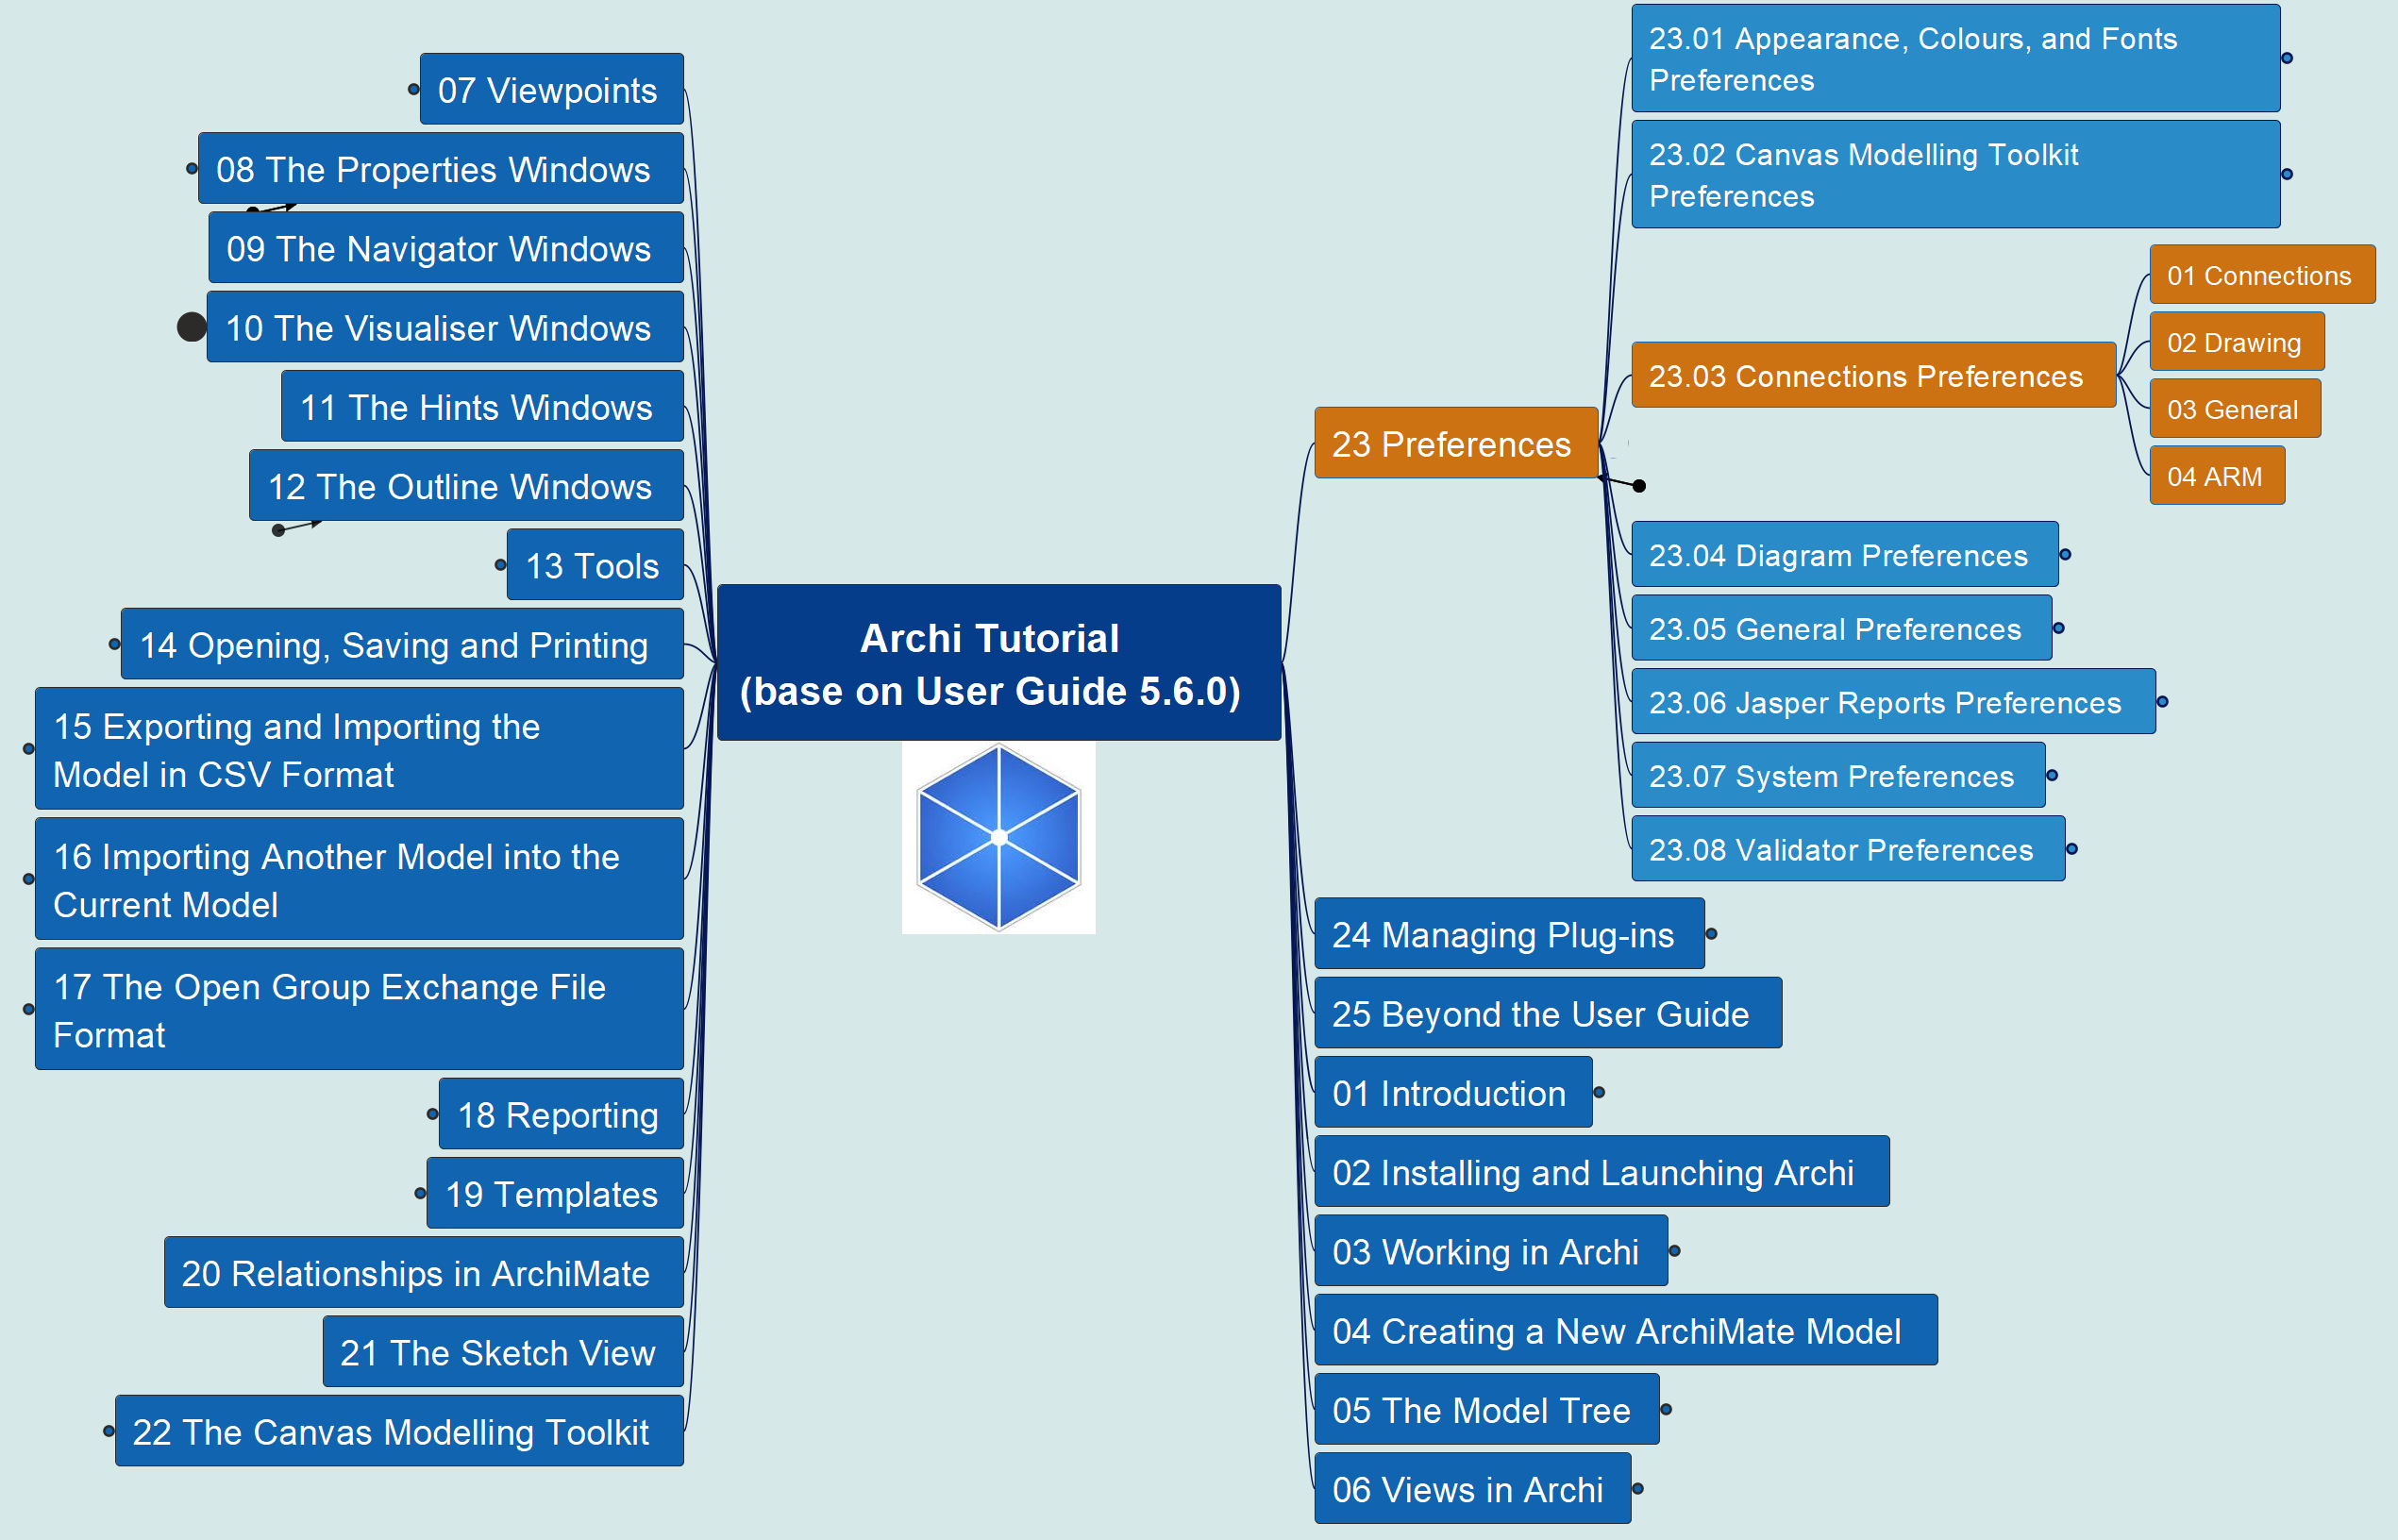 07 Viewpoints
08 The Properties Windows
09 The Navigator Windows
10 The Visualiser Windows
11 The Hints Windows
12 The Outline Windows
13 Tools
14 Opening, Saving and Printing
15 Exporting and Importing the
Model in CSV Format
16 Importing Another Model into the
Current Model
17 The Open Group Exchange File
Format
18 Reporting
19 Templates
20 Relationships in ArchiMate
21 The Sketch View
22 The Canvas Modelling Toolkit
Archi Tutorial
(base on User Guide 5.6.0)
23 Preferences
23.01 Appearance, Colours, and Fonts
Preferences
23.02 Canvas Modelling Toolkit
Preferences
23.03 Connections Preferences
01 Connections
02 Drawing
03 General
04 ARM
23.04 Diagram Preferences
23.05 General Preferences
23.06 Jasper Reports Preferences
23.07 System Preferences
23.08 Validator Preferences
24 Managing Plug-ins
25 Beyond the User Guide
01 Introduction
02 Installing and Launching Archi
03 Working in Archi
04 Creating a New ArchiMate Model
05 The Model Tree
06 Views in Archi